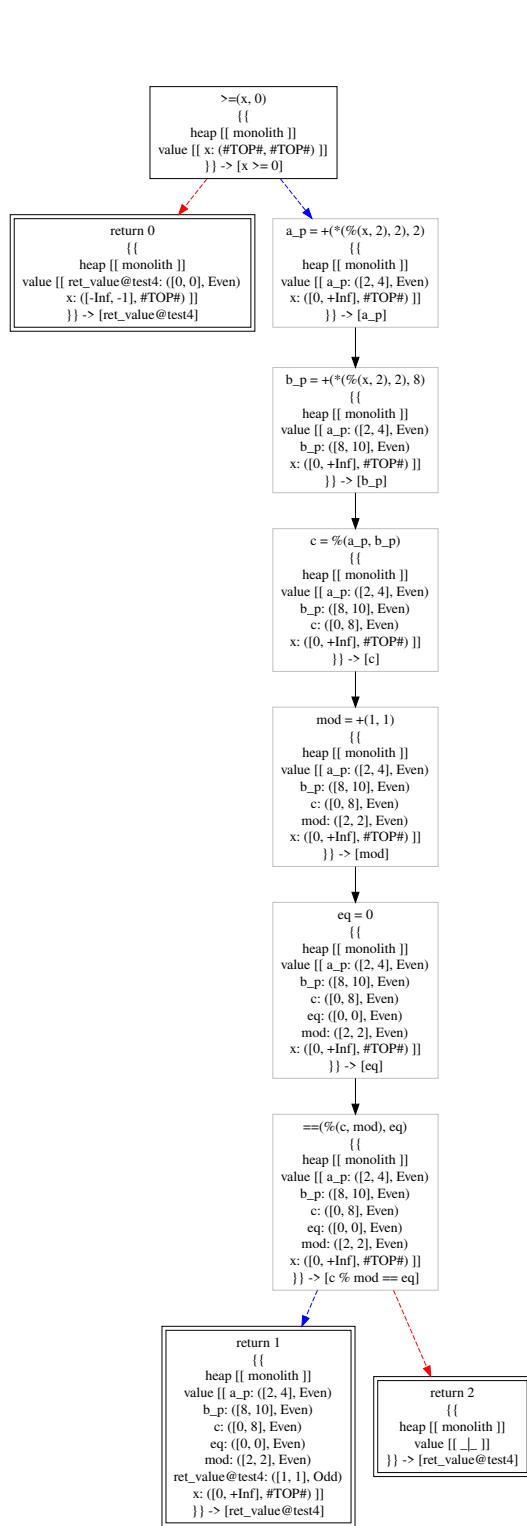 >=(x, 0)
{{
heap [[ monolith ]]
value [[ x: (#TOP#, #TOP#) ]]
}} -> [x >= 0]
return 0
{{
heap [[ monolith ]]
value [[ ret_value@test4: ([0, 0], Even)
x: ([-Inf, -1], #TOP#) ]]
}} -> [ret_value@test4]
a_p = +(*(%(x, 2), 2), 2)
{{
heap [[ monolith ]]
value [[ a_p: ([2, 4], Even)
x: ([0, +Inf], #TOP#) ]]
}} -> [a_p]
b_p = +(*(%(x, 2), 2), 8)
{{
heap [[ monolith ]]
value [[ a_p: ([2, 4], Even)
b_p: ([8, 10], Even)
x: ([0, +Inf], #TOP#) ]]
}} -> [b_p]
c = %(a_p, b_p)
{{
heap [[ monolith ]]
value [[ a_p: ([2, 4], Even)
b_p: ([8, 10], Even)
c: ([0, 8], Even)
x: ([0, +Inf], #TOP#) ]]
}} -> [c]
mod = +(1, 1)
{{
heap [[ monolith ]]
value [[ a_p: ([2, 4], Even)
b_p: ([8, 10], Even)
c: ([0, 8], Even)
mod: ([2, 2], Even)
x: ([0, +Inf], #TOP#) ]]
}} -> [mod]
eq = 0
{{
heap [[ monolith ]]
value [[ a_p: ([2, 4], Even)
b_p: ([8, 10], Even)
c: ([0, 8], Even)
eq: ([0, 0], Even)
mod: ([2, 2], Even)
x: ([0, +Inf], #TOP#) ]]
}} -> [eq]
==(%(c, mod), eq)
{{
heap [[ monolith ]]
value [[ a_p: ([2, 4], Even)
b_p: ([8, 10], Even)
c: ([0, 8], Even)
eq: ([0, 0], Even)
mod: ([2, 2], Even)
x: ([0, +Inf], #TOP#) ]]
}} -> [c % mod == eq]
return 1
{{
heap [[ monolith ]]
value [[ a_p: ([2, 4], Even)
b_p: ([8, 10], Even)
c: ([0, 8], Even)
eq: ([0, 0], Even)
mod: ([2, 2], Even)
ret_value@test4: ([1, 1], Odd)
x: ([0, +Inf], #TOP#) ]]
}} -> [ret_value@test4]
return 2
{{
heap [[ monolith ]]
value [[ _|_ ]]
}} -> [ret_value@test4]